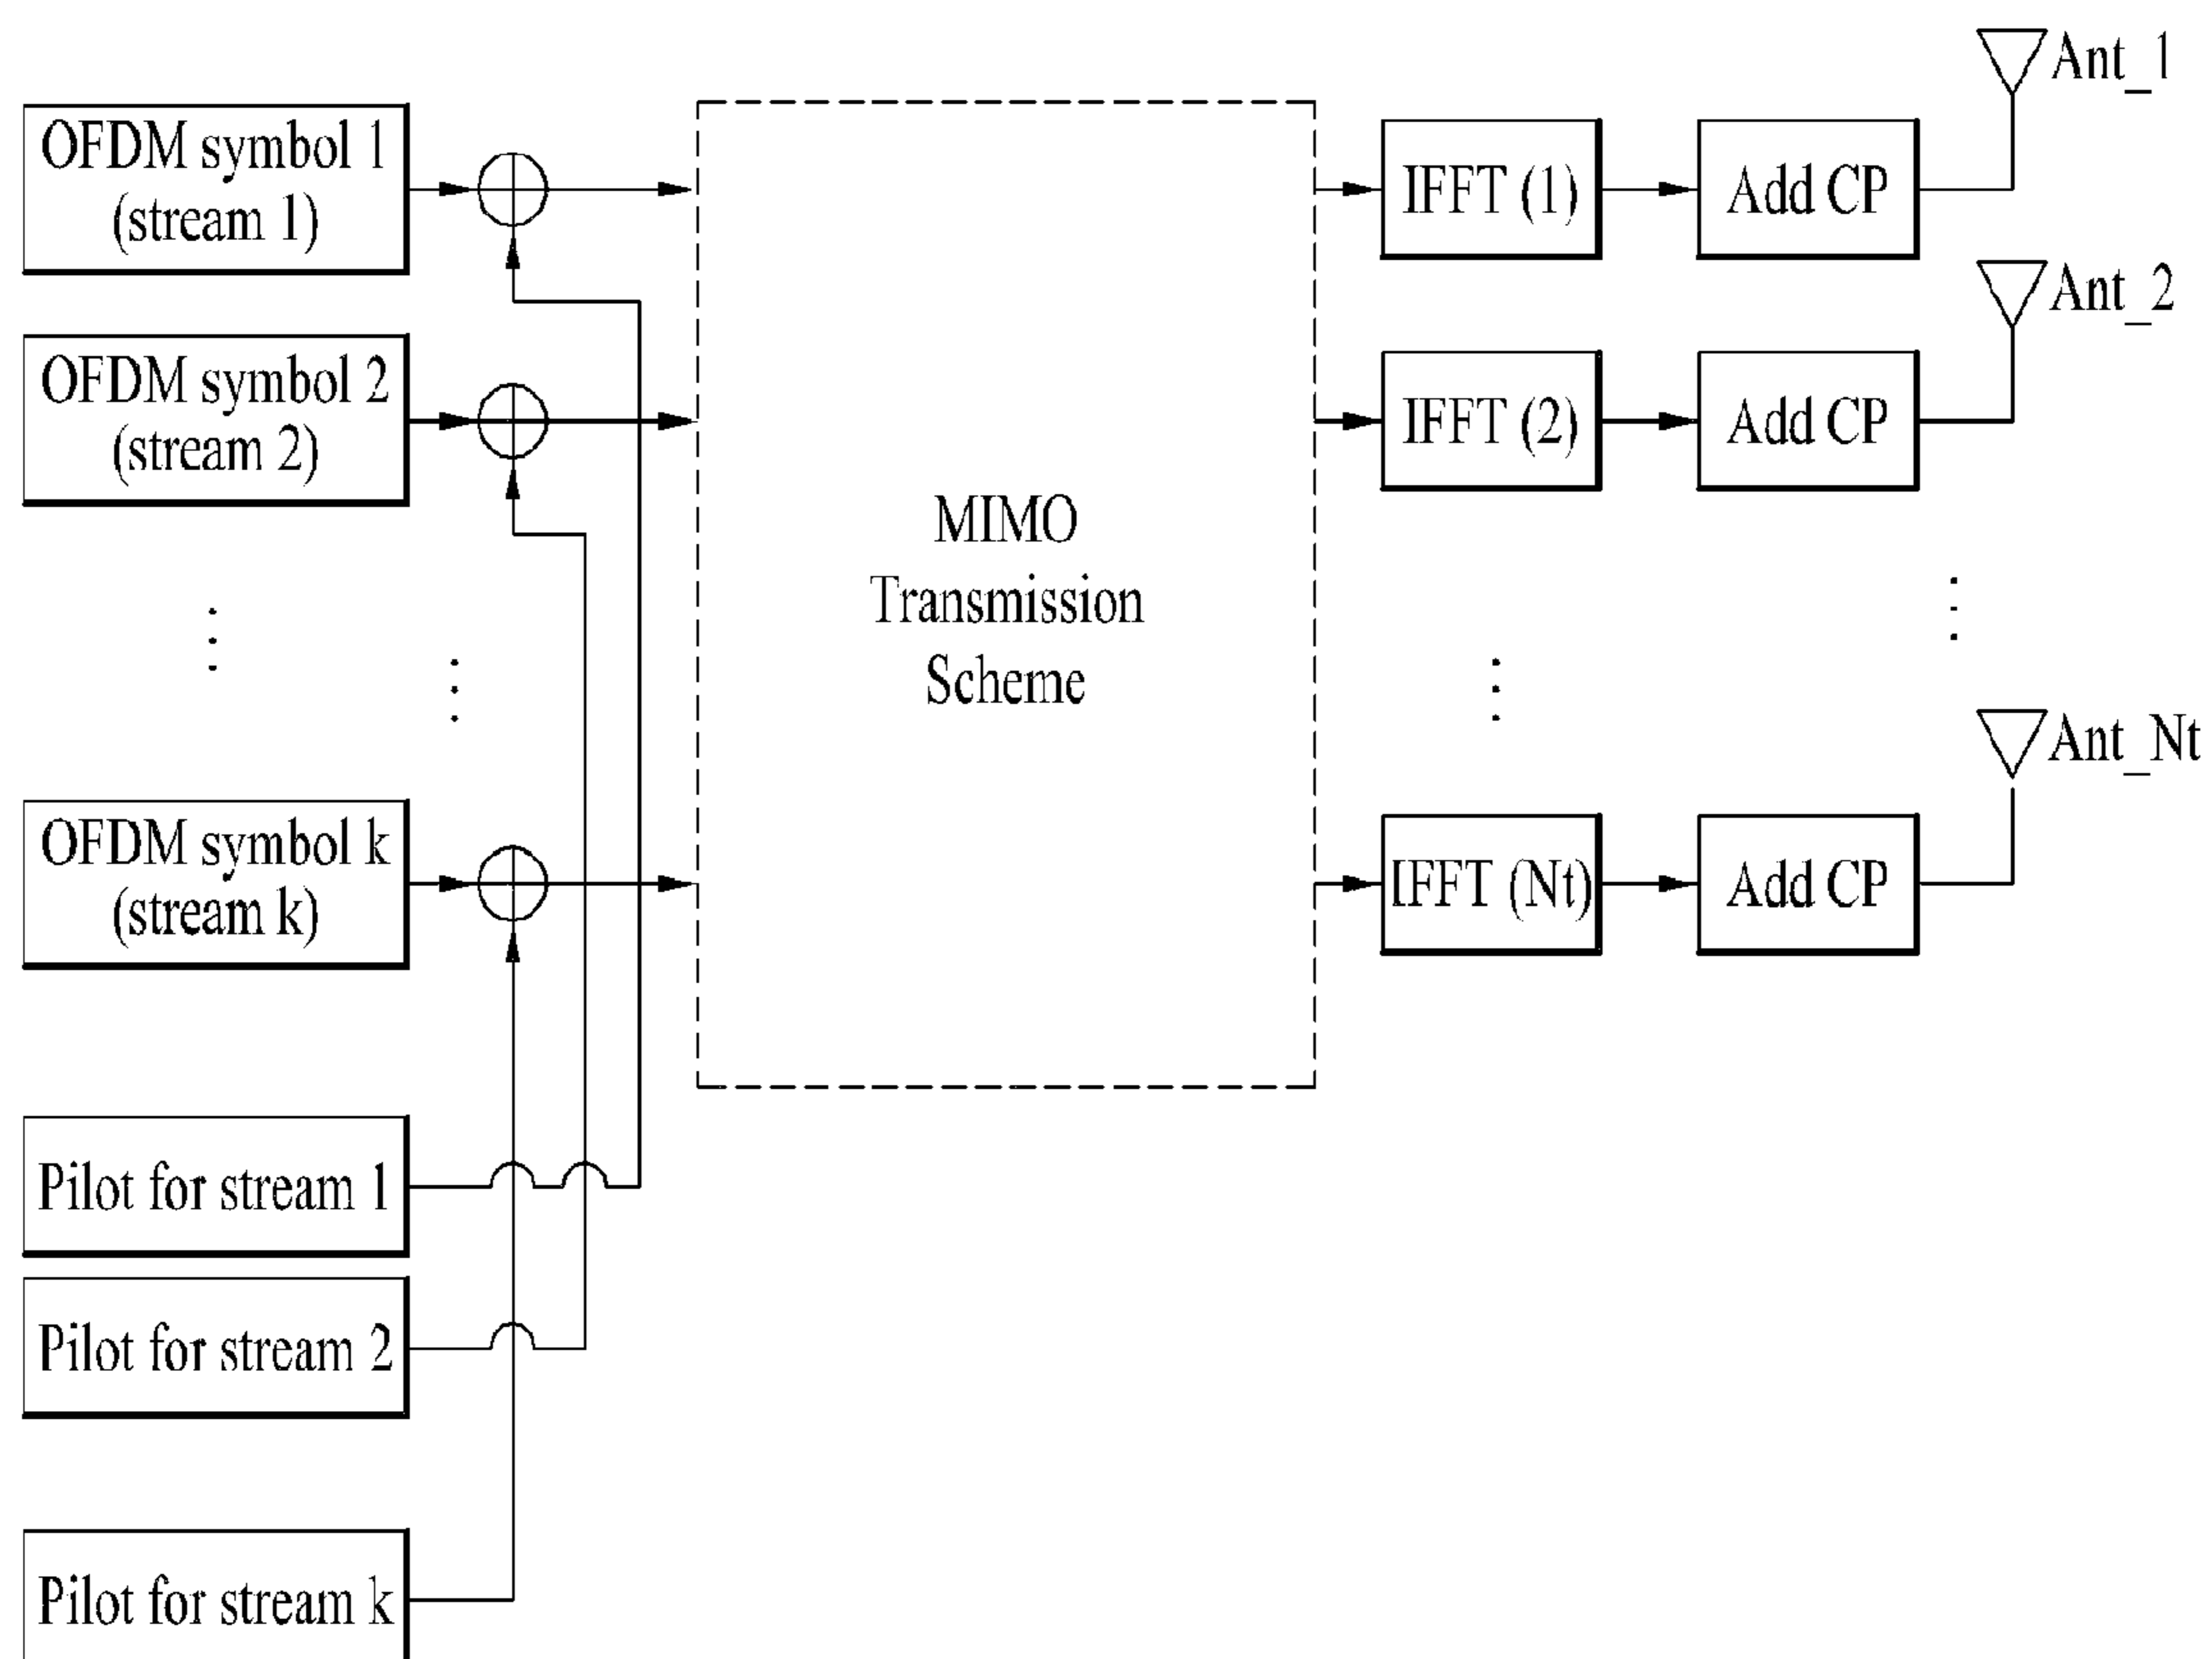 OFDM symbol 1
(stream 1)
OFDM symbol 2
(stream 2)
OFDM symbol k
(stream k)
Pilot for stream 1
Pilot for stream 2
Pilot for stream k
MIMO
Transmission
Scheme
IFFT (1)
Add CP
Ant_1
IFFT (2)
Add CP
Ant_2
IFFT (Nt)
Add CP
Ant_Nt